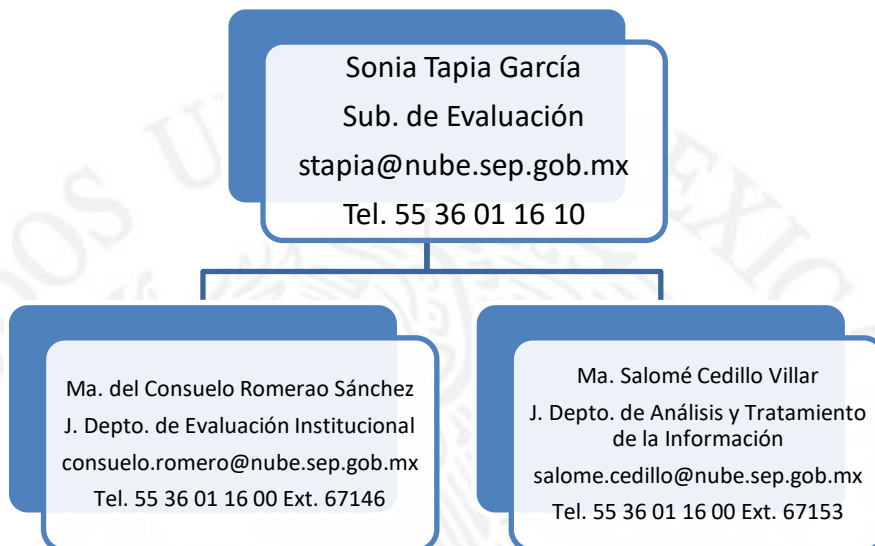 Sonia Tapia García
Sub. de Evaluación
stapia@nube.sep.gob.mx
Tel. 55 36 01 16 10
Ma. del Consuelo Romerao Sánchez
J. Depto. de Evaluación Institucional
consuelo.romero@nube.sep.gob.mx
Tel. 55 36 01 16 00 Ext. 67146
Ma. Salomé Cedillo Villar
J. Depto. de Análisis y Tratamiento
de la Información
salome.cedillo@nube.sep.gob.mx
Tel. 55 36 01 16 00 Ext. 67153